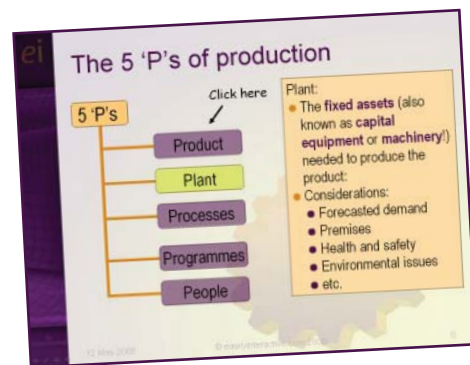 ei
The 5 'P's of production
Click here
5 'P's
Product
Plant
Processes
Programmes
People
Plant:
The fixed assets (also
known as capital
equipment or machinery!)
needed to produce the
product:
Considerations:
Forecasted demand
Premises
Health and safety
Environmental issues
etc.